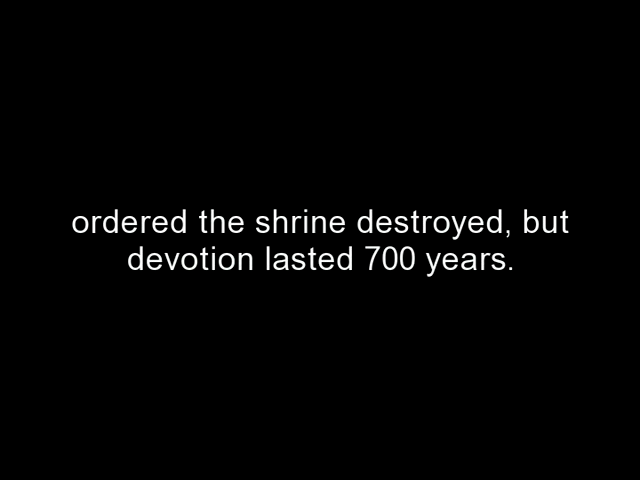 ordered the shrine destroyed, but
devotion lasted 700 years.